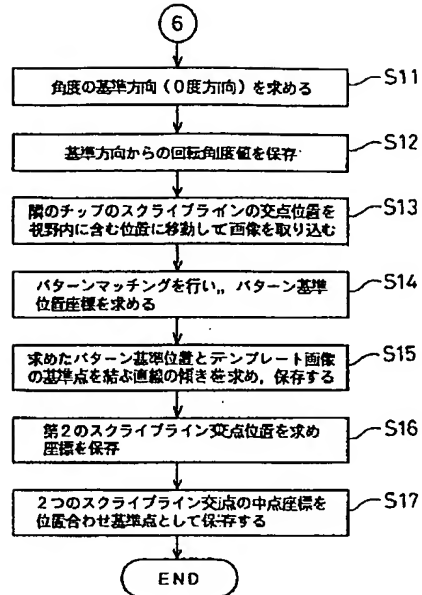 6
角度の基準方向(0度方向)を求める
S11
基準方向からの回転角度値を保存
S12
隣のチップのスクライブラインの交点位置を
視野内に含む位置に移動して画像を取り込む
S13
パターンマッチングを行い,, パターン基準
位置座標を求める
S14
求めたパターン基準位置とテンプレート画像
の基準点を結ぶ直線の傾きを求め, 保存する
S15
第2のスクライブライン交点位置を求め
座標を保存
S16
2つのスクライブライン交点の中点座標を
位置合わせ基準点として保存する
S17
END